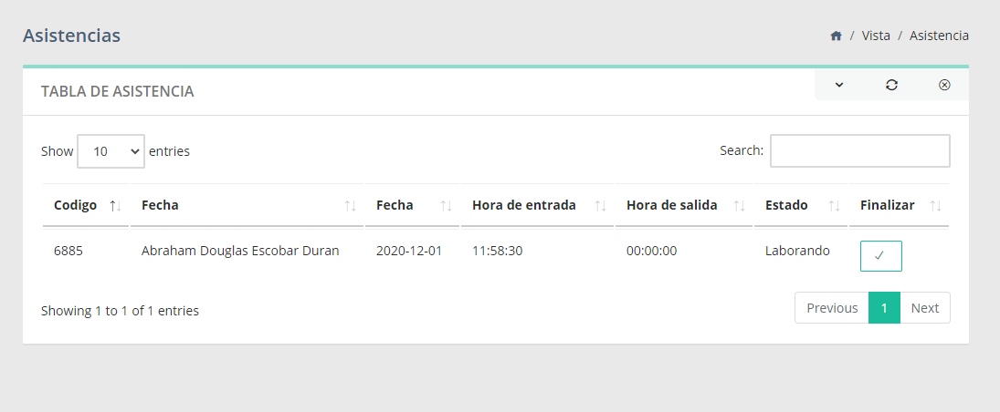 Asistencias
/ Vista / Asistencia
TABLA DE ASISTENCIA
Show 10 entries
Search:
Codigo Fecha Fecha Hora de entrada Hora de salida Estado Finalizar
6885 Abraham Douglas Escobar Duran 2020-12-01 11:58:30 00:00:00 Laborando
Showing 1 to 1 of 1 entries
Previous 1 Next